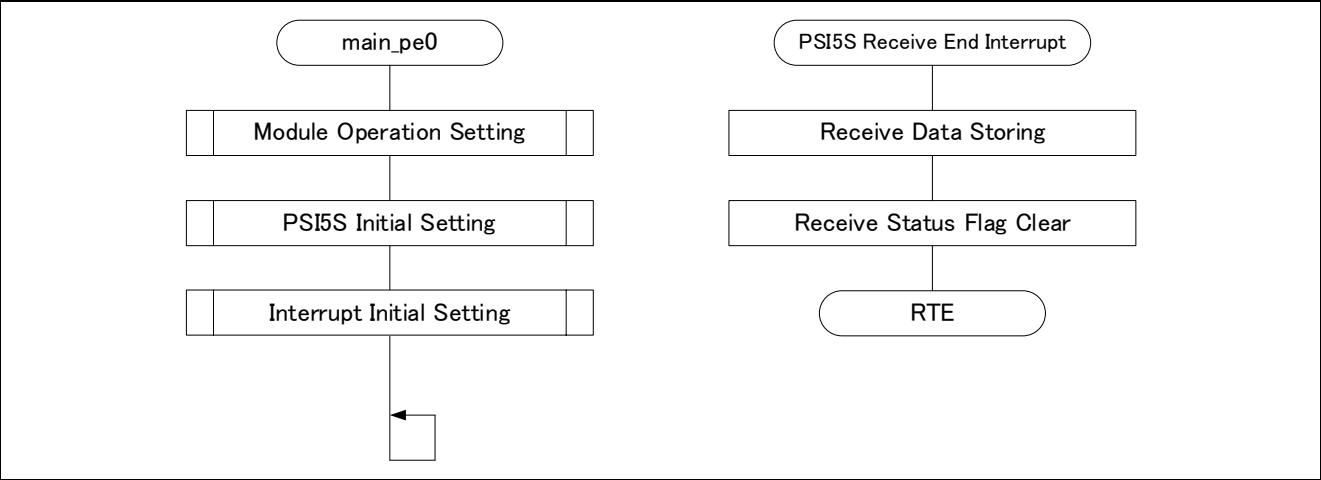 main_pe0
Module Operation Setting
PSI5S Initial Setting
Interrupt Initial Setting
PSI5S Receive End Interrupt
Receive Data Storing
Receive Status Flag Clear
RTE